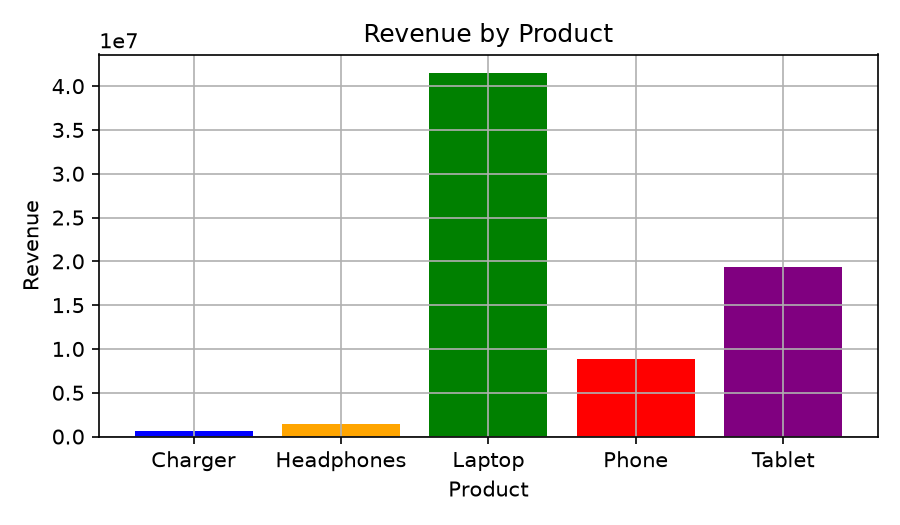 Revenue by Product
1e7
4.0
3.5
3.0
2.5
2.0
1.5
1.0
0.5
0.0
Revenue
Charger Headphones Laptop Phone Tablet
Product